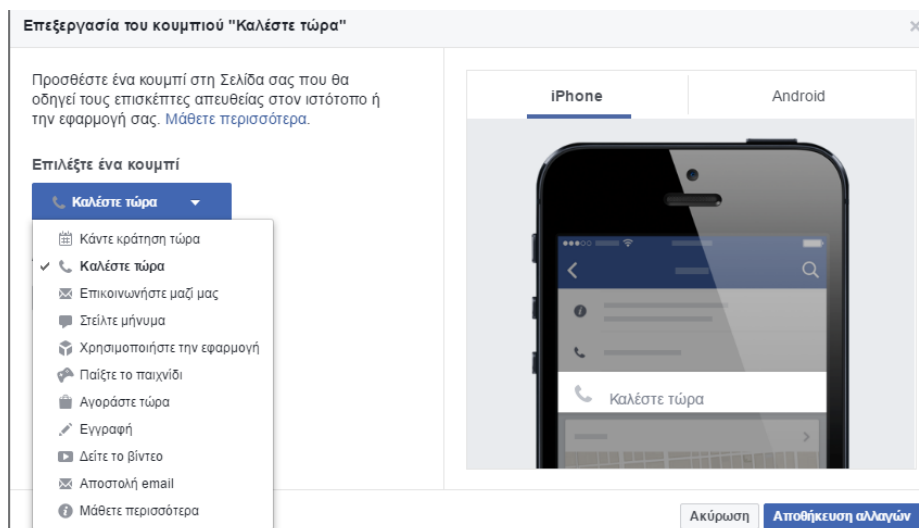 Επεξεργασία του κουμπιού "Καλέστε τώρα"
Προσθέστε ένα κουμπί στη Σελίδα σας που θα
οδηγεί τους επισκέπτες απευθείας στον ιστότοπο ή
την εφαρμογή σας. Μάθετε περισσότερα.
Επιλέξτε ένα κουμπί
Καλέστε τώρα
Κάντε κράτηση τώρα
Καλέστε τώρα
Επικοινωνήστε μαζί μας
Στείλτε μήνυμα
Χρησιμοποιήστε την εφαρμογή
Παίξτε το παιχνίδι
Αγοράστε τώρα
Εγγραφή
Δείτε το βίντεο
Αποστολή email
Μάθετε περισσότερα
iPhone
Android
Καλέστε τώρα
Ακύρωση
Αποθήκευση αλλαγών